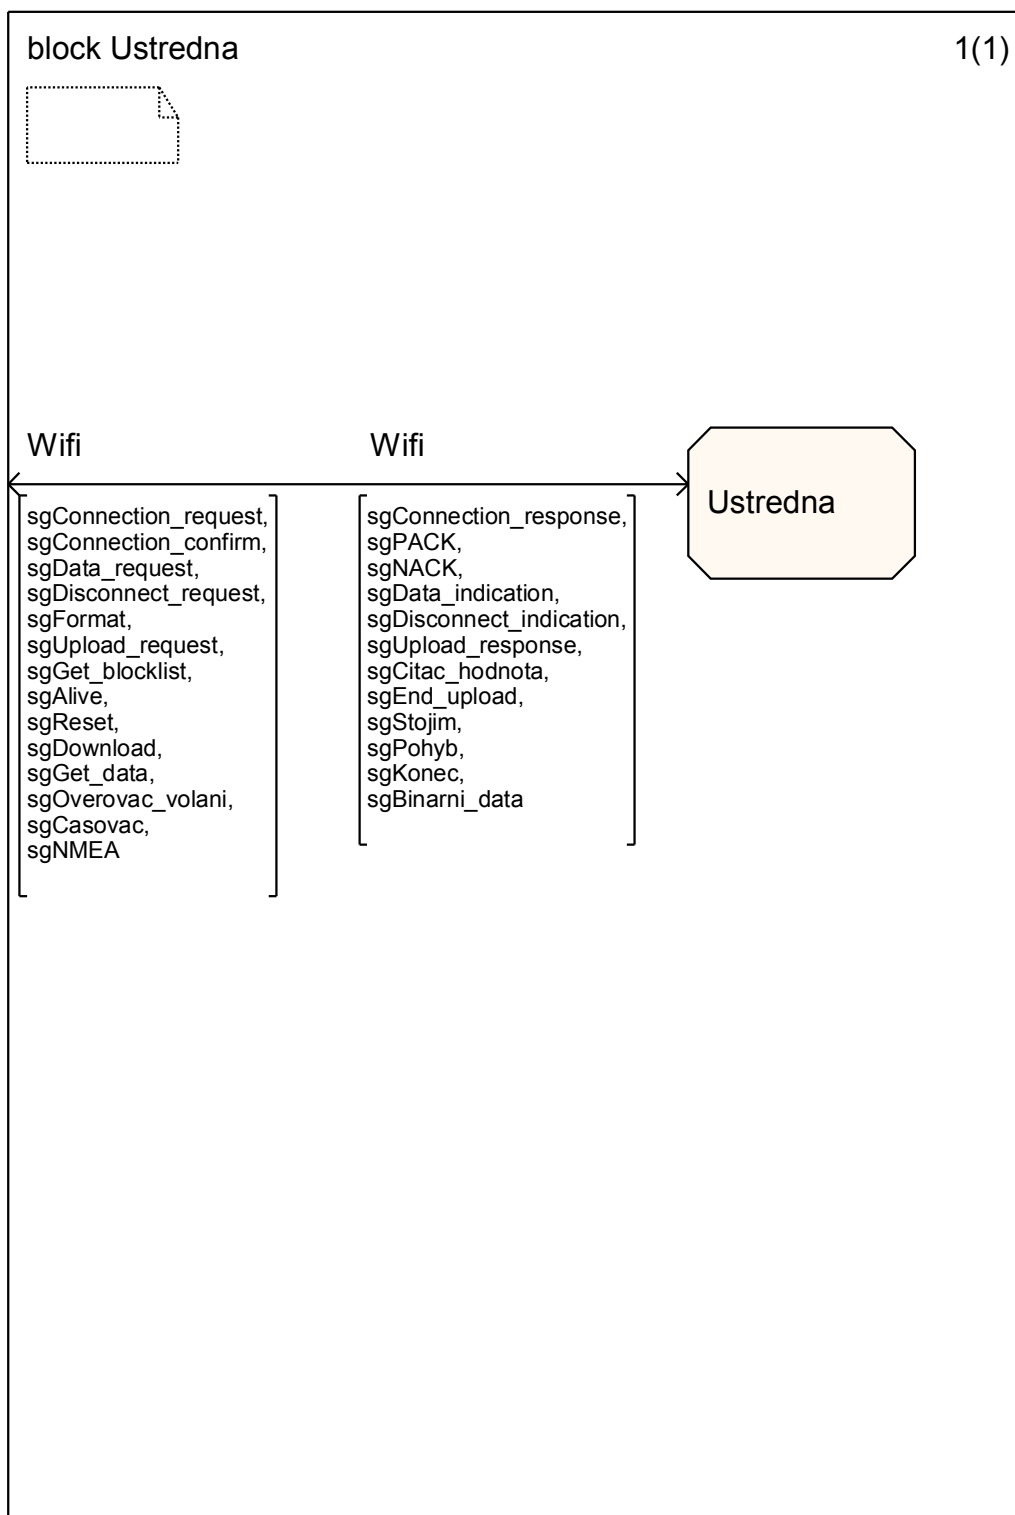 block Ustredna
1(1)
Wifi
Wifi
sgConnection_request,
sgConnection_confirm,
sgData_request,
sgDisconnect_request,
sgFormat,
sgUpload_request,
sgGet_blocklist,
sgAlive,
sgReset,
sgDownload,
sgGet_data,
sgOverovac_volani,
sgCasovac,
sgNMEA
sgConnection_response,
sgPACK,
sgNACK,
sgData_indication,
sgDisconnect_indication,
sgUpload_response,
sgCitac_hodnota,
sgEnd_upload,
sgStojim,
sgPohyb,
sgKonec,
sgBinarni_data
Ustredna